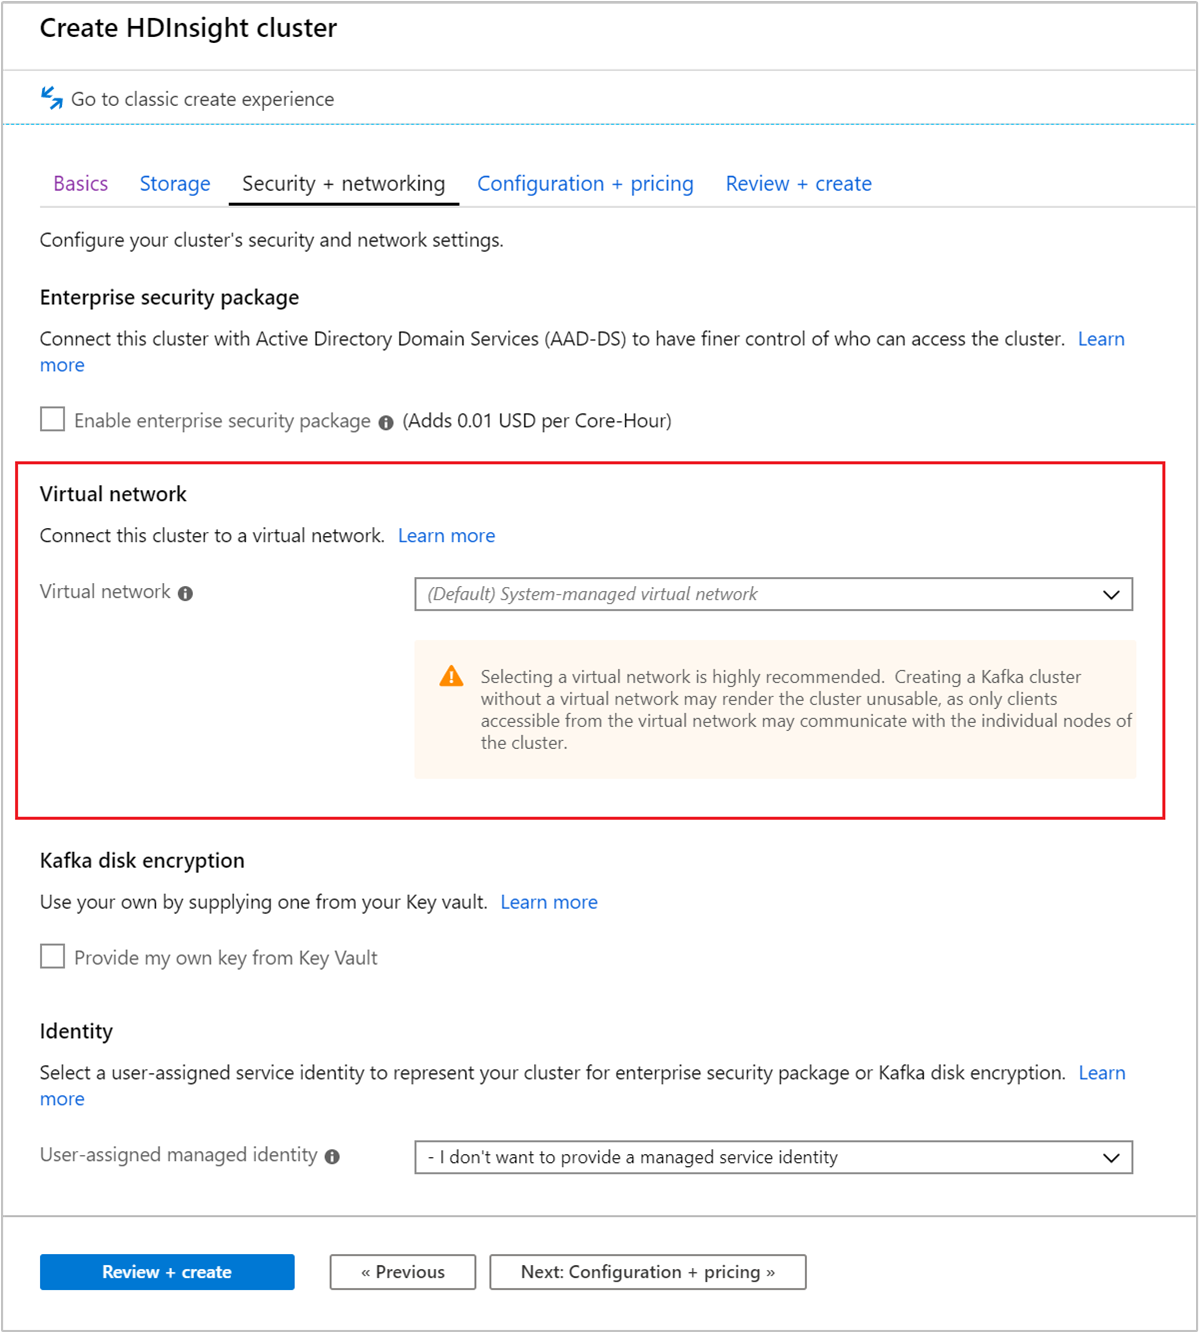 Create HDInsight cluster
Go to classic create experience
Basics Storage Security + networking Configuration + pricing Review + create
Configure your cluster's security and network settings.
Enterprise security package
Connect this cluster with Active Directory Domain Services (AAD-DS) to have finer control of who can access the cluster. Learn
more
Enable enterprise security package (Adds 0.01 USD per Core-Hour)
Virtual network
Connect this cluster to a virtual network. Learn more
Virtual network (Default) System-managed virtual network
Selecting a virtual network is highly recommended. Creating a Kafka cluster
without a virtual network may render the cluster unusable, as only clients
accessible from the virtual network may communicate with the individual nodes of
the cluster.
Kafka disk encryption
Use your own by supplying one from your Key vault. Learn more
Provide my own key from Key Vault
Identity
Select a user-assigned service identity to represent your cluster for enterprise security package or Kafka disk encryption. Learn
more
User-assigned managed identity - I don't want to provide a managed service identity
Review + create « Previous Next: Configuration + pricing »